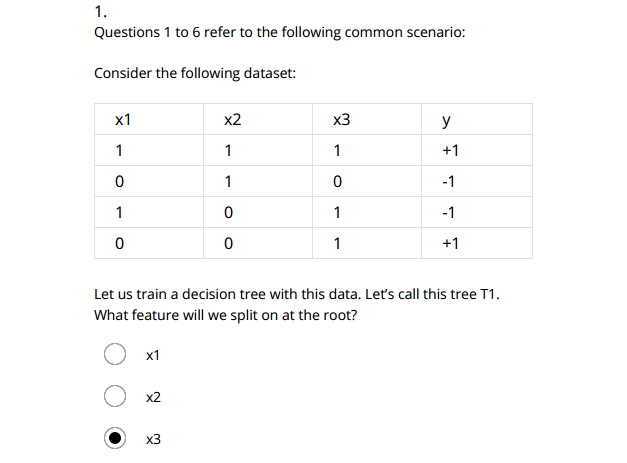 1.
Questions 1 to 6 refer to the following common scenario:
Consider the following dataset:
x1 x2 x3 y
1 1 1 +1
0 1 0 -1
1 0 1 -1
0 0 1 +1
Let us train a decision tree with this data. Let’s call this tree T1.
What feature will we split on at the root?
x1
x2
x3